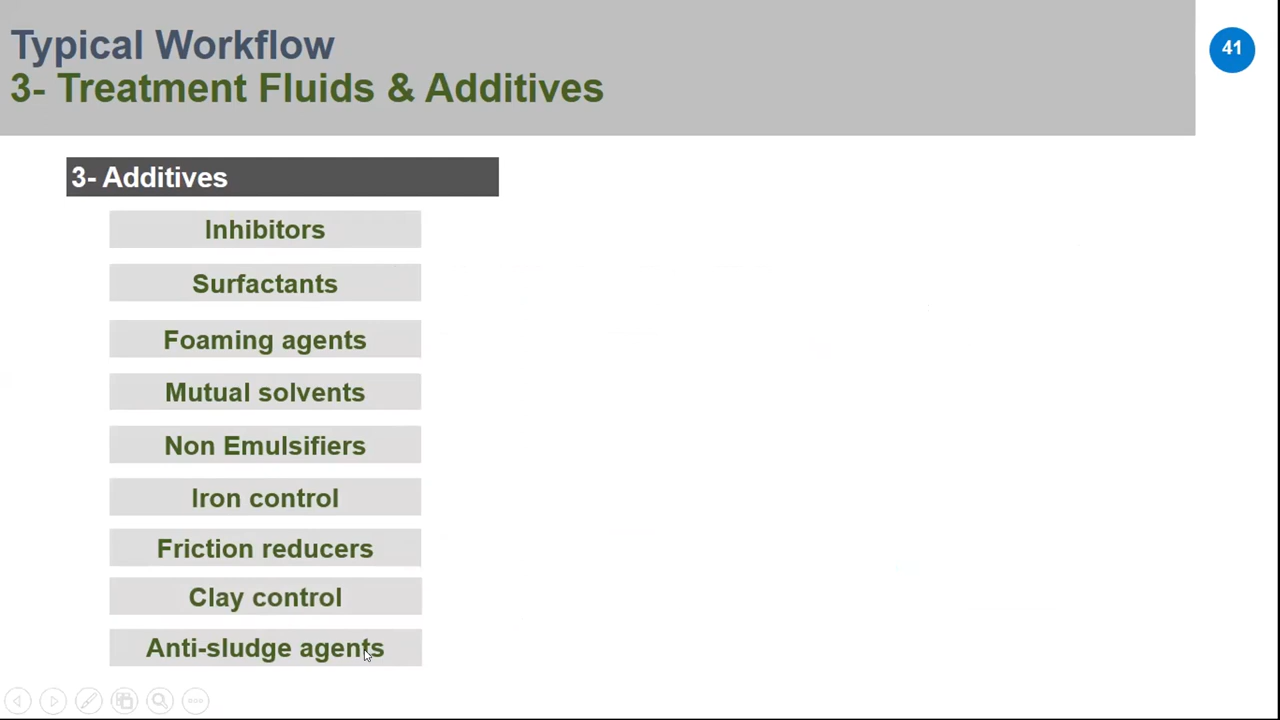 Typical Workflow
3- Treatment Fluids & Additives
41
3- Additives
Inhibitors
Surfactants
Foaming agents
Mutual solvents
Non Emulsifiers
Iron control
Friction reducers
Clay control
Anti-sludge agents